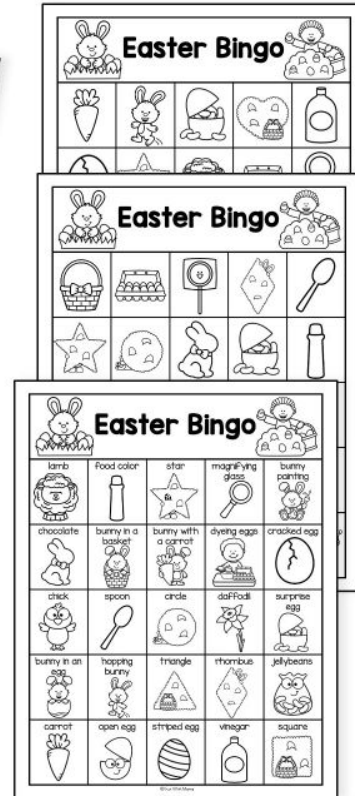 Easter Bingo
Easter Bingo
Easter Bingo
lamb
food color
star
magnifying
glass
bunny
painting
chocolate
bunny in a
basket
bunny with
a carrot
dyeing eggs
cracked egg
chick
spoon
circle
daffodil
surprise
egg
bunny in an
egg
hopping
bunny
triangle
rhombus
jellybeans
carrot
open egg
striped egg
vinegar
square